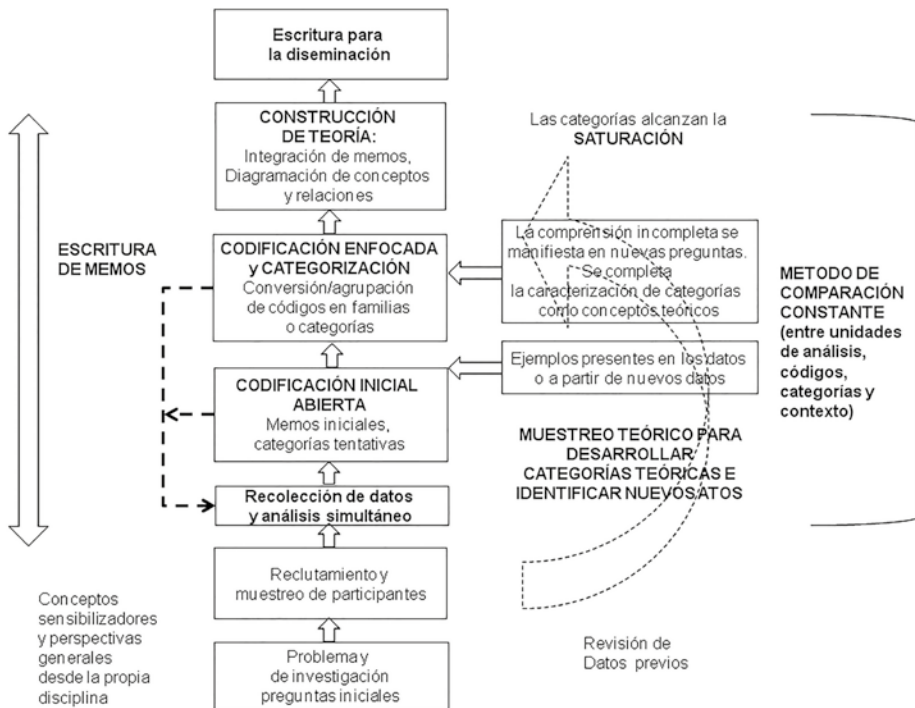 Escritura para
la diseminación
CONSTRUCCIÓN
DE TEORÍA:
Integración de memos,
Diagramación de conceptos
y relaciones
Las categorías alcanzan la
SATURACIÓN
ESCRITURA
DE MEMOS
CODIFICACIÓN ENFOCADA
y CATEGORIZACIÓN
Conversión/agrupación
de códigos en familias
o categorías
La comprensión incompleta se
manifiesta en nuevas preguntas.
Se completa
la caracterización de categorías
como conceptos teóricos
METODO DE
COMPARACIÓN
CONSTANTE
(entre unidades
de análisis,
códigos,
categorías y
contexto)
CODIFICACIÓN INICIAL
ABIERTA
Memos iniciales,
categorías tentativas
Ejemplos presentes en los datos
o a partir de nuevos datos
MUESTREO TEÓRICO PARA
DESARROLLAR
CATEGORÍAS TEÓRICAS E
IDENTIFICAR NUEVOSATOS
Recolección de datos
y análisis simultáneo
Reclutamiento y
muestreo de participantes
Conceptos
sensibilizadores
y perspectivas
generales
desde la propia
disciplina
Problema y
de investigación
preguntas iniciales
Revisión de
Datos previos